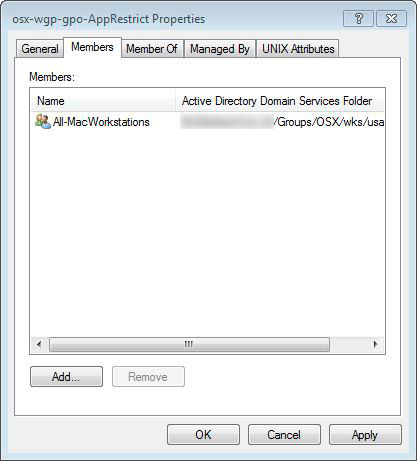 osx-wgp-gpo-AppRestrict Properties
General Members Member Of Managed By UNIX Attributes
Members:
Name Active Directory Domain Services Folder
All-MacWorkstations /Groups/OSX/wks/usa
Add... Remove
OK Cancel Apply